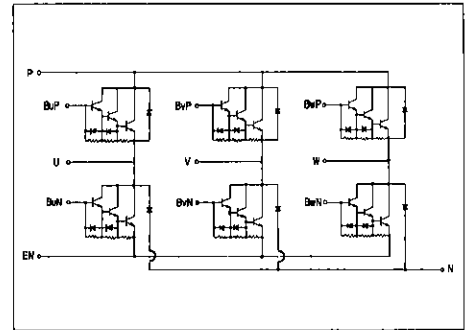 P
BuP BvP BwP
U V W
BuN BvN BwN
EN
N